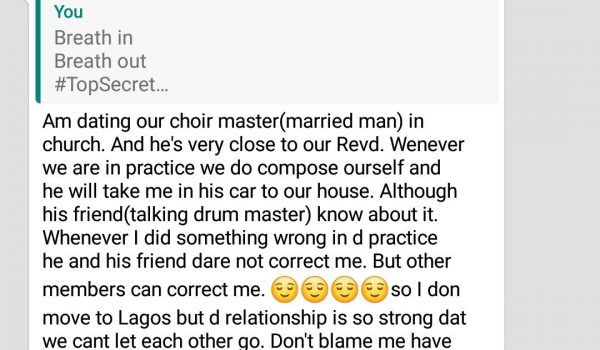 You
Breath in
Breath out
#TopSecret...
Am dating our choir master(married man) in
church. And he's very close to our Revd. Wenever
we are in practice we do compose ourself and
he will take me in his car to our house. Although
his friend(talking drum master) know about it.
Whenever I did something wrong in d practice
he and his friend dare not correct me. But other
members can correct me. 😌😌😌😌so I don
move to Lagos but d relationship is so strong dat
we cant let each other go. Don't blame me have